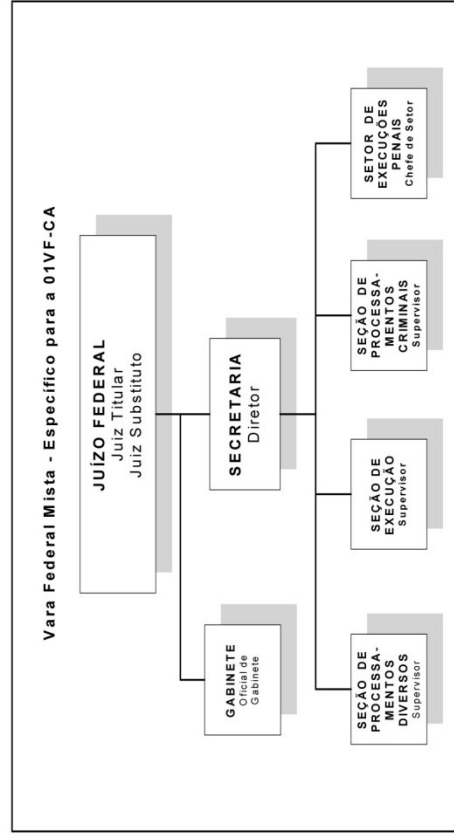 Vara Federal Mista - Específico para a 01VF-CA
JUÍZO FEDERAL
Juiz Titular
Juiz Substituto
GABINETE
Oficial de
Gabinete
SECRETARIA
Diretor
SEÇÃO DE
PROCESSA-
MENTOS
DIVERSOS
Supervisor
SEÇÃO DE
EXECUÇÃO
Supervisor
SEÇÃO DE
PROCESSA-
MENTOS
CRIMINAIS
Supervisor
SETOR DE
EXECUÇÕES
PENAIS
Chefe de Setor